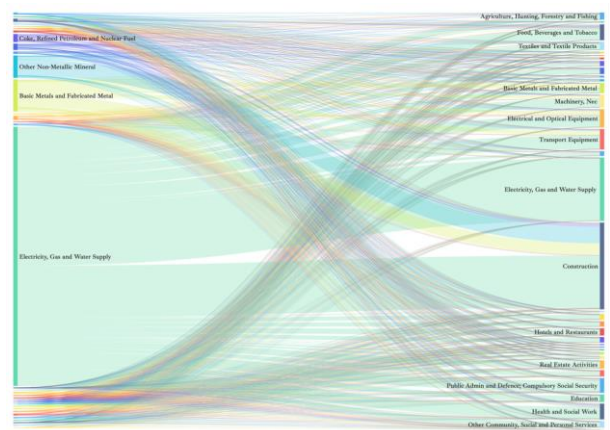 Coke, Refined Petroleum and Nuclear Fuel
Other Non-Metallic Mineral
Basic Metals and Fabricated Metal
Electricity, Gas and Water Supply
Agriculture, Hunting, Forestry and Fishing
Food, Beverages and Tobacco
Textiles and Textile Products
Basic Metals and Fabricated Metal
Machinery, Nec
Electrical and Optical Equipment
Transport Equipment
Electricity, Gas and Water Supply
Construction
Hotels and Restaurants
Real Estate Activities
Public Admin and Defence; Compulsory Social Security
Education
Health and Social Work
Other Community, Social and Personal Services